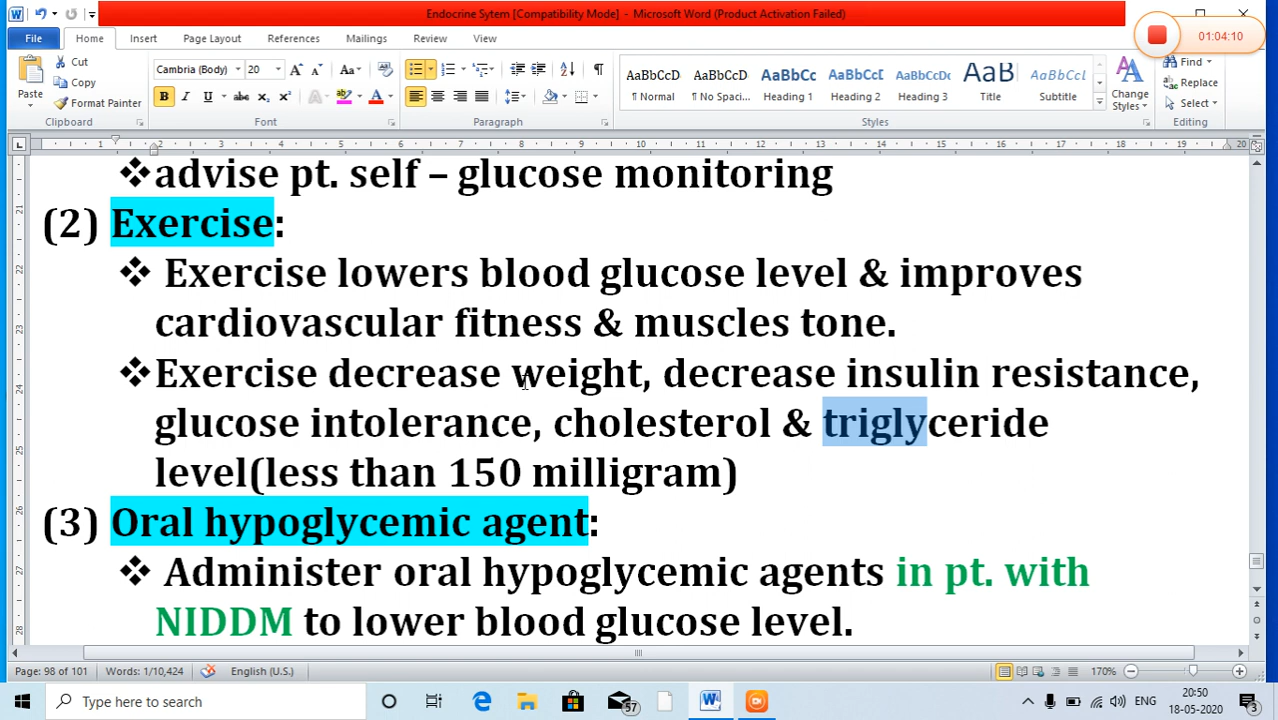 Endocrine Sytem [Compatibility Mode] - Microsoft Word (Product Activation Failed)
01:04:10
File Home Insert Page Layout References Mailings Review View
Paste Cut Copy Format Painter
Cambria (Body) 20
AaBbCcD AaBbCcD AaBbCc AaBbCc AaBbCcDc AaB AaBbCcl
¶ Normal ¶ No Spaci... Heading 1 Heading 2 Heading 3 Title Subtitle
Change Styles
Find Replace Select
Clipboard Font Paragraph Styles Editing
❖advise pt. self – glucose monitoring
(2) Exercise:
❖ Exercise lowers blood glucose level & improves
cardiovascular fitness & muscles tone.
❖Exercise decrease weight, decrease insulin resistance,
glucose intolerance, cholesterol & triglyceride
level(less than 150 milligram)
(3) Oral hypoglycemic agent:
❖ Administer oral hypoglycemic agents in pt. with
NIDDM to lower blood glucose level.
Page: 98 of 101 Words: 1/10,424 English (U.S.) 170%
Type here to search 57 ENG 20:50
18-05-2020 3